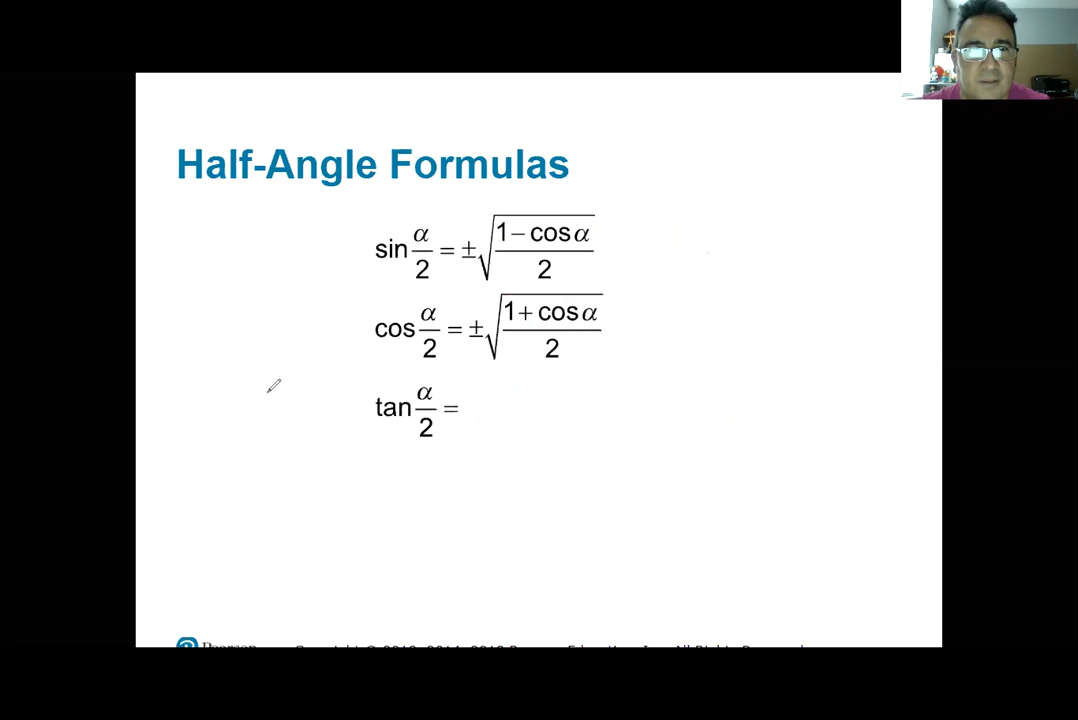 Half-Angle Formulas
sin α/2 = ±√((1 − cos α)/2)
cos α/2 = ±√((1 + cos α)/2)
tan α/2 =
Pearson